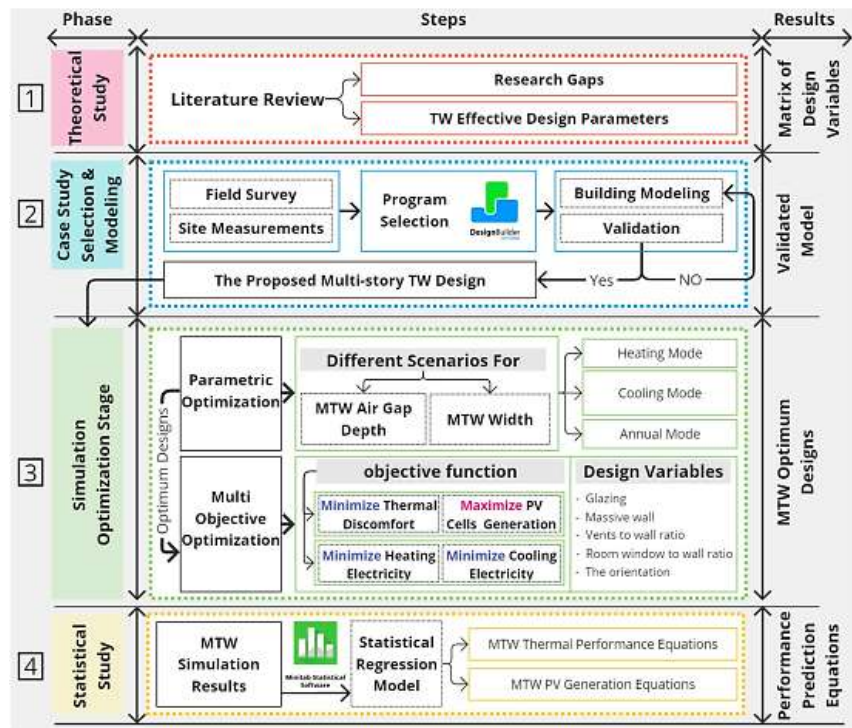 Phase
Steps
Results
1
Theoretical
Study
Literature Review
Research Gaps
TW Effective Design Parameters
Matrix of
Design
Variables
2
Case Study
Selection &
Modeling
Field Survey
Site Measurements
Program
Selection
DesignBuilder
Building Modeling
Validation
Yes
NO
The Proposed Multi-story TW Design
Validated
Model
3
Simulation
Optimization Stage
Optimum Designs
Parametric
Optimization
Different Scenarios For
MTW Air Gap
Depth
MTW Width
Heating Mode
Cooling Mode
Annual Mode
Multi
Objective
Optimization
objective function
Minimize Thermal
Discomfort
Maximize PV
Cells Generation
Minimize Heating
Electricity
Minimize Cooling
Electricity
Design Variables
- Glazing
- Massive wall
- Vents to wall ratio
- Room window to wall ratio
- The orientation
MTW Optimum
Designs
4
Statistical
Study
MTW
Simulation
Results
Minitab Statistical
Software
Statistical
Regression
Model
MTW Thermal Performance Equations
MTW PV Generation Equations
Performance
Prediction
Equations